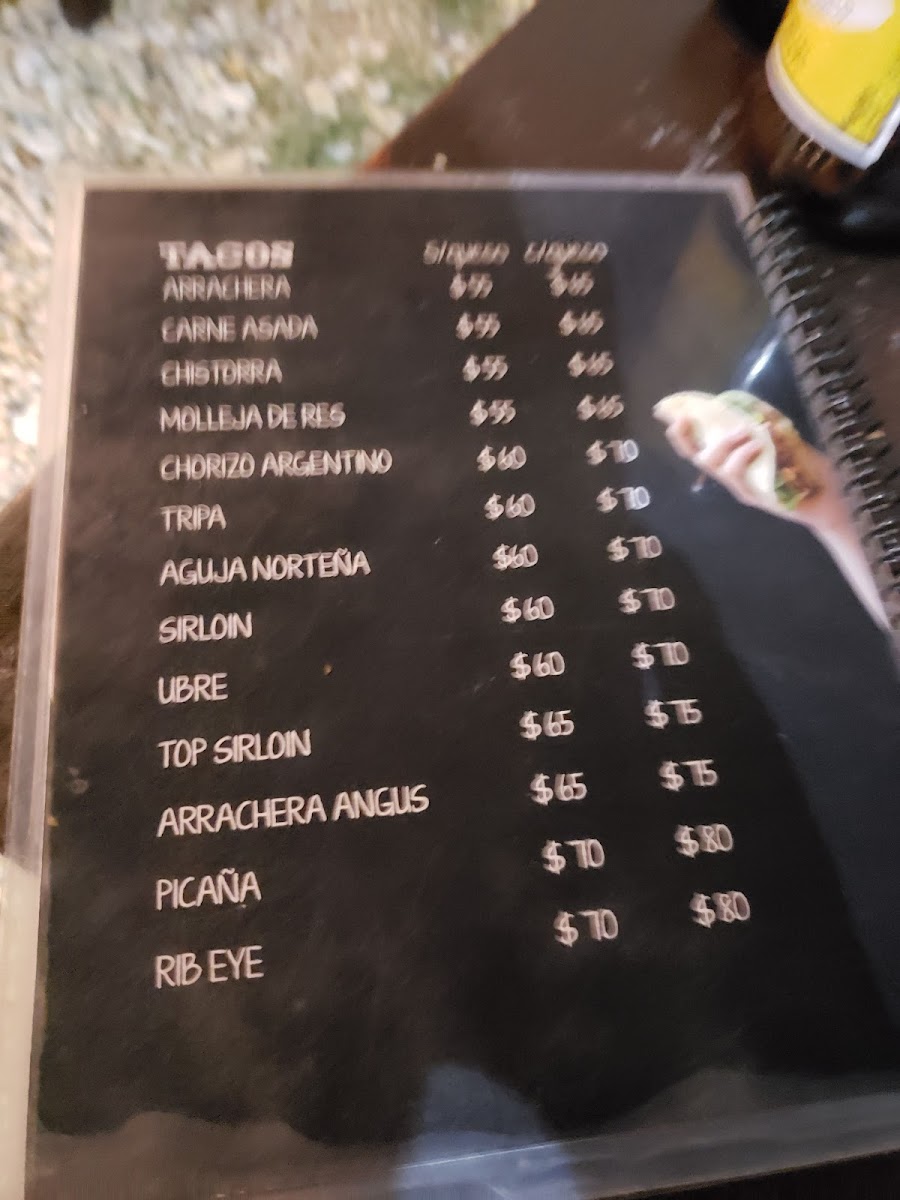 TACOS S/QUESO C/QUESO
ARRACHERA $55 $65
CARNE ASADA $55 $65
CHISTORRA $55 $65
MOLLEJA DE RES $55 $65
CHORIZO ARGENTINO $60 $70
TRIPA $60 $70
AGUJA NORTEÑA $60 $70
SIRLOIN $60 $70
UBRE $60 $70
TOP SIRLOIN $65 $75
ARRACHERA ANGUS $65 $75
PICAÑA $70 $80
RIB EYE $70 $80